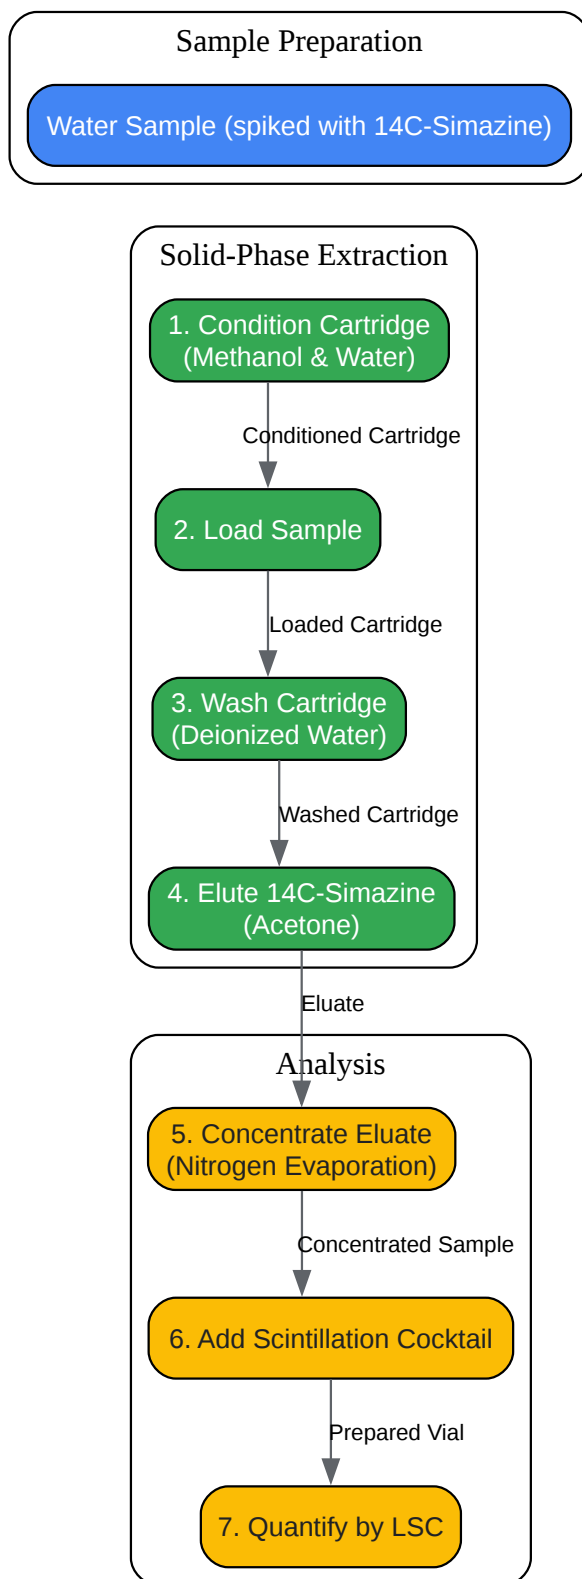 Sample Preparation
Water Sample (spiked with 14C-Simazine)
Solid-Phase Extraction
1. Condition Cartridge
(Methanol & Water)
Conditioned Cartridge
2. Load Sample
Loaded Cartridge
3. Wash Cartridge
(Deionized Water)
Washed Cartridge
4. Elute 14C-Simazine
(Acetone)
Eluate
Analysis
5. Concentrate Eluate
(Nitrogen Evaporation)
Concentrated Sample
6. Add Scintillation Cocktail
Prepared Vial
7. Quantify by LSC